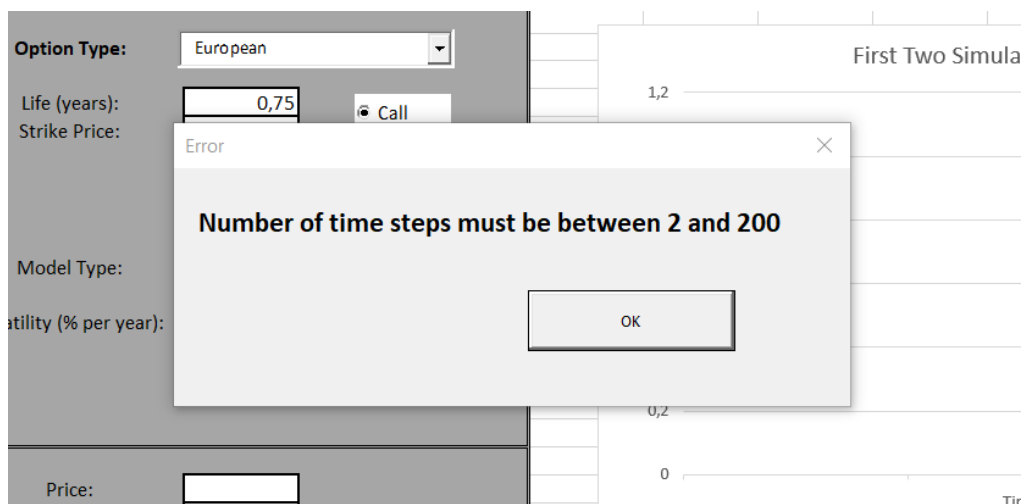 Option Type: European
First Two Simula
Life (years): 0,75
Call
1,2
Strike Price:
Error
Number of time steps must be between 2 and 200
Model Type:
atility (% per year):
OK
0,2
0
Price: